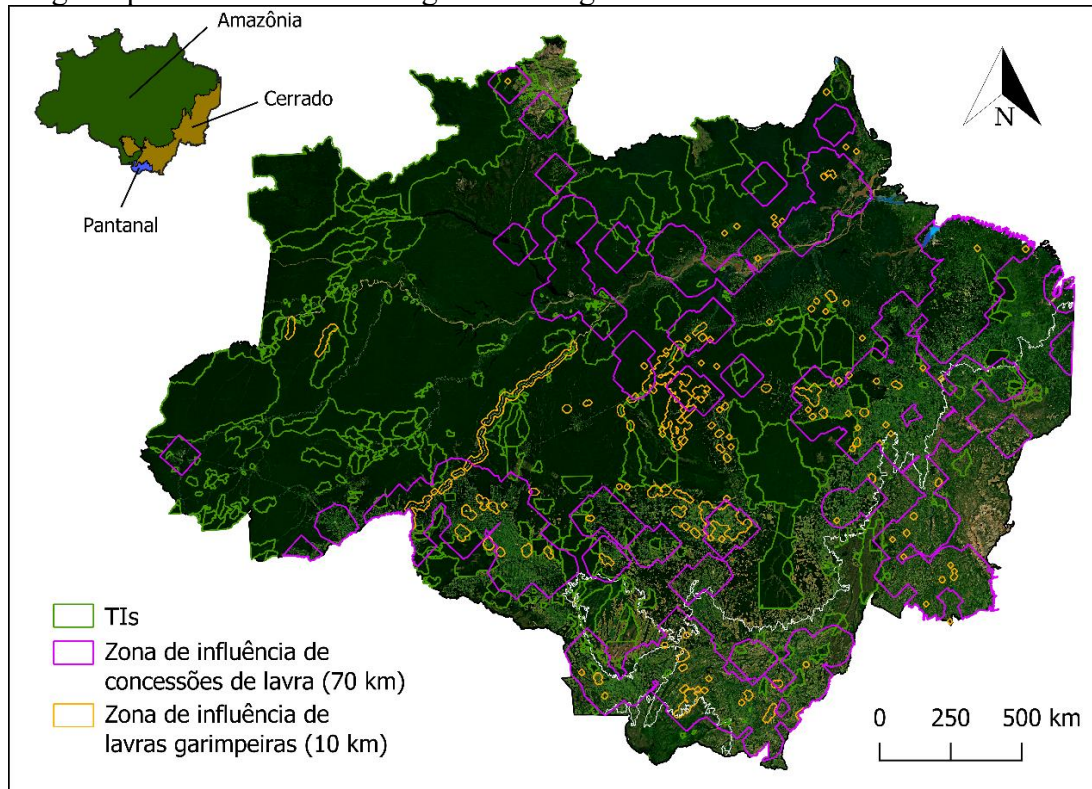 Amazônia
Cerrado
Pantanal
N
TIs
Zona de influência de
concessões de lavra (70 km)
Zona de influência de
lavras garimpeiras (10 km)
0 250 500 km